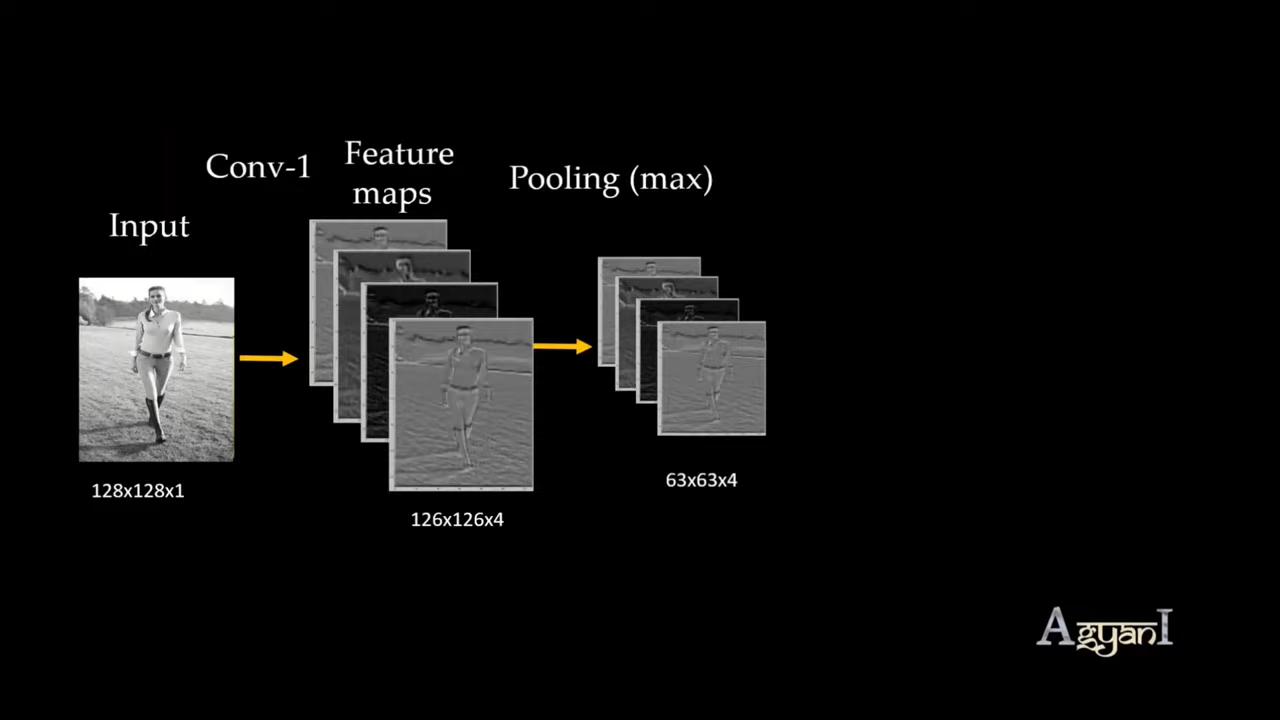 Input
Conv-1
Feature
maps
Pooling (max)
128x128x1
126x126x4
63x63x4
AgyanI